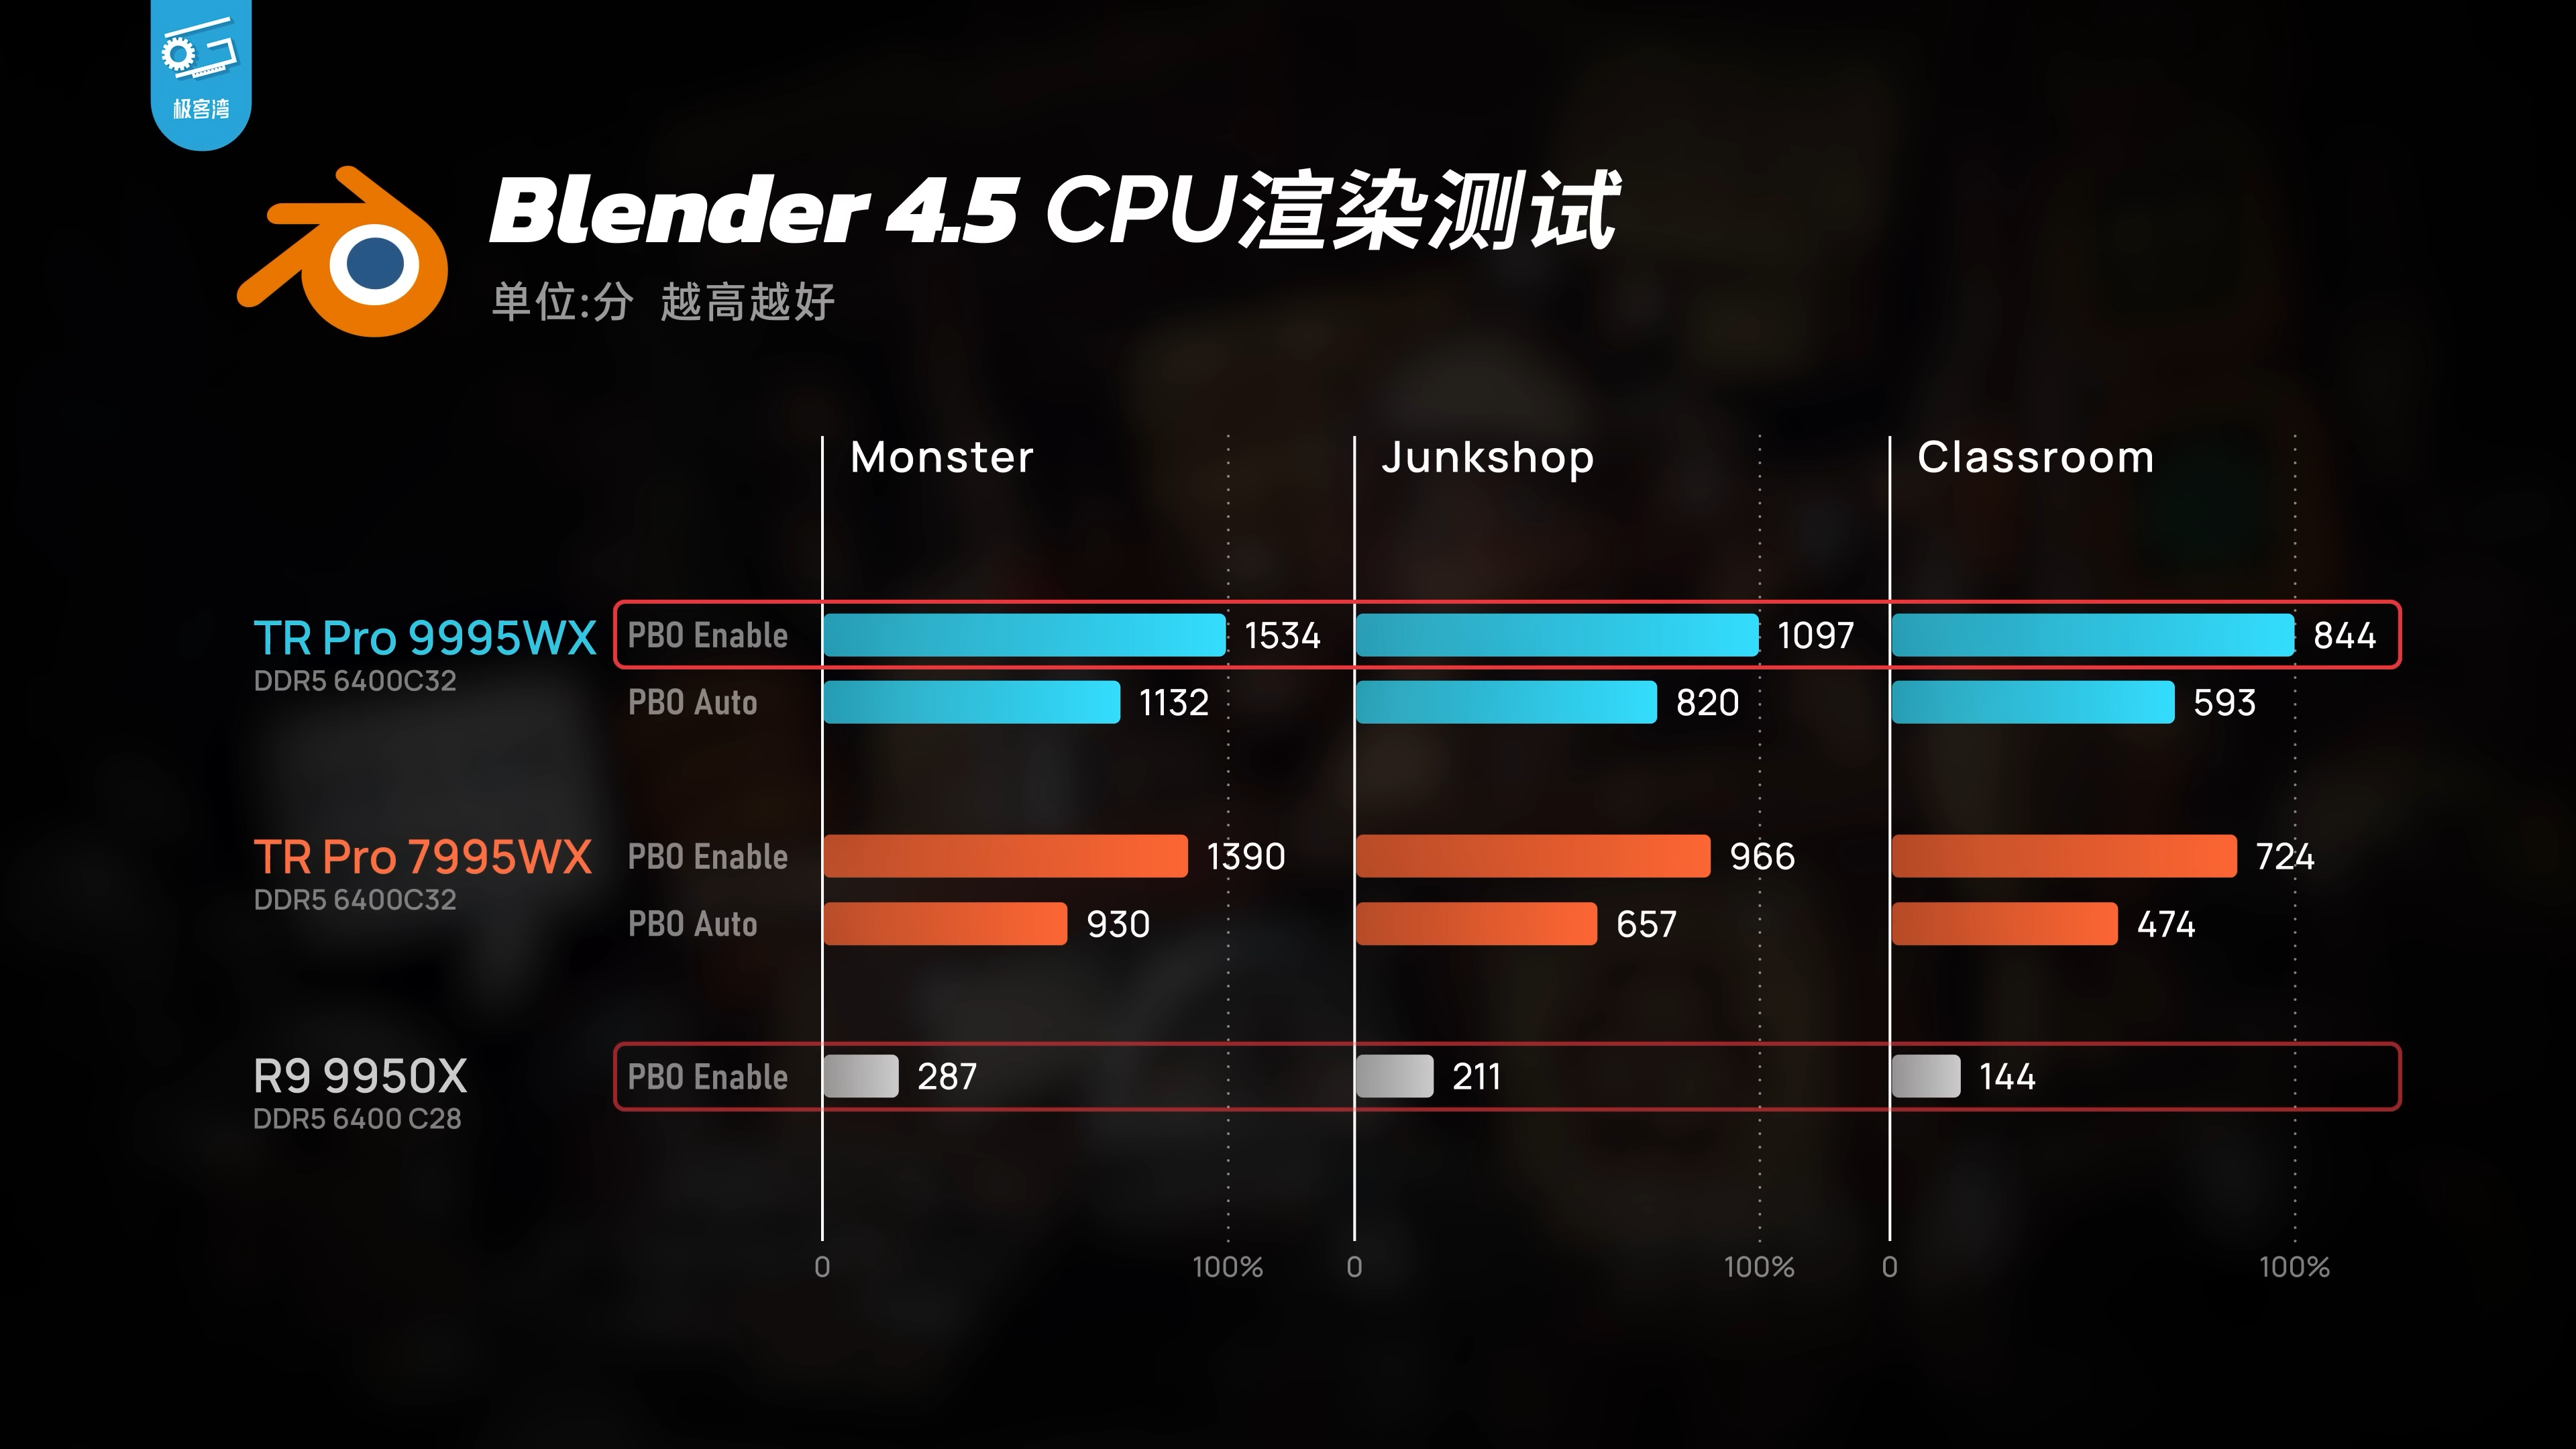 极客湾
Blender 4.5 CPU渲染测试
单位:分 越高越好
Monster Junkshop Classroom
TR Pro 9995WX PBO Enable 1534 1097 844
DDR5 6400C32
PBO Auto 1132 820 593
TR Pro 7995WX PBO Enable 1390 966 724
DDR5 6400C32
PBO Auto 930 657 474
R9 9950X PBO Enable 287 211 144
DDR5 6400 C28
0 100% 0 100% 0 100%